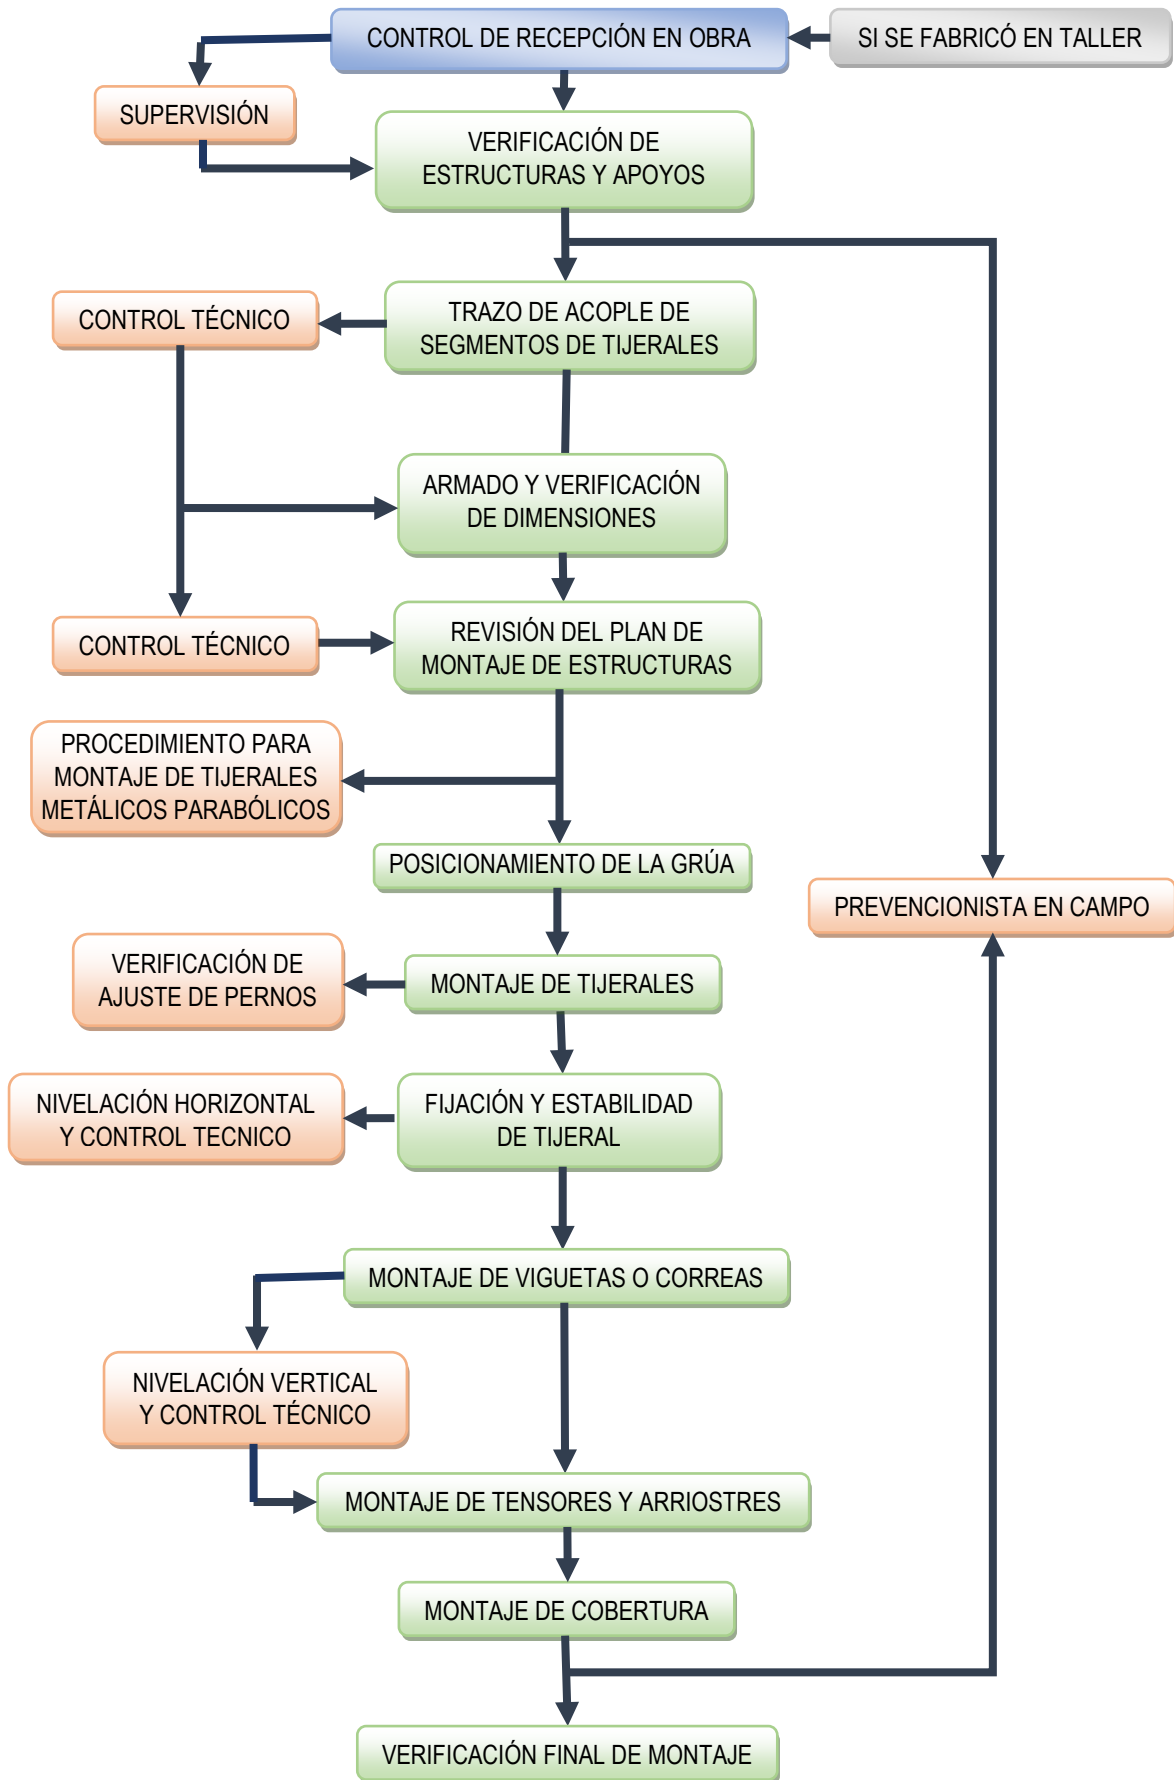 CONTROL DE RECEPCIÓN EN OBRA
SI SE FABRICÓ EN TALLER
SUPERVISIÓN
VERIFICACIÓN DE
ESTRUCTURAS Y APOYOS
CONTROL TÉCNICO
TRAZO DE ACOPLE DE
SEGMENTOS DE TIJERALES
ARMADO Y VERIFICACIÓN
DE DIMENSIONES
CONTROL TÉCNICO
REVISIÓN DEL PLAN DE
MONTAJE DE ESTRUCTURAS
PROCEDIMIENTO PARA
MONTAJE DE TIJERALES
METÁLICOS PARABÓLICOS
POSICIONAMIENTO DE LA GRÚA
PREVENCIONISTA EN CAMPO
VERIFICACIÓN DE
AJUSTE DE PERNOS
MONTAJE DE TIJERALES
NIVELACIÓN HORIZONTAL
Y CONTROL TECNICO
FIJACIÓN Y ESTABILIDAD
DE TIJERAL
MONTAJE DE VIGUETAS O CORREAS
NIVELACIÓN VERTICAL
Y CONTROL TÉCNICO
MONTAJE DE TENSORES Y ARRIOSTRES
MONTAJE DE COBERTURA
VERIFICACIÓN FINAL DE MONTAJE